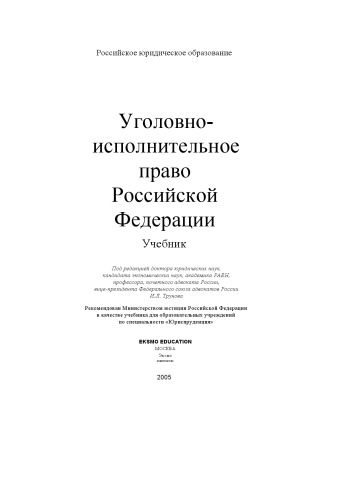 Российское юридическое образование
Уголовно-
исполнительное
право
Российской
Федерации
Учебник
Под редакцией доктора юридических наук,
кандидата экономических наук, академика РАЕН,
профессора, почетного адвоката России,
вице-президента Федерального союза адвокатов России
И.Л. Трунова.
Рекомендован Министерством юстиции Российской Федерации
в качестве учебника для образовательных учреждений
по специальности «Юриспруденция»
EKSMO EDUCATION
МОСКВА
Эксмо
2005